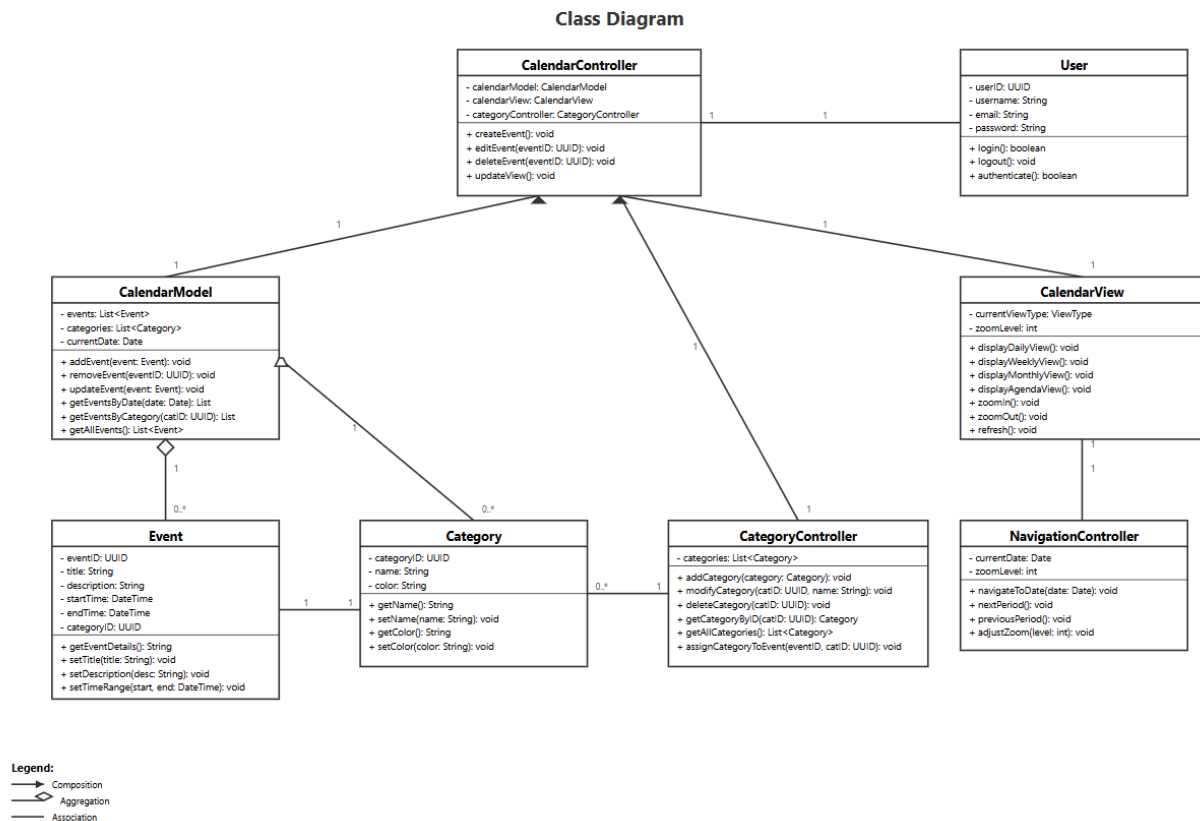 Class Diagram
CalendarController
- calendarModel: CalendarModel
- calendarView: CalendarView
- categoryController: CategoryController
+ createEvent(): void
+ editEvent(eventID: UUID): void
+ deleteEvent(eventID: UUID): void
+ updateView(): void
1
1
User
- userID: UUID
- username: String
- email: String
- password: String
+ login(): boolean
+ logout(): void
+ authenticate(): boolean
1
1
1
1
1
1
CalendarModel
- events: List<Event>
- categories: List<Category>
- currentDate: Date
+ addEvent(event: Event): void
+ removeEvent(eventID: UUID): void
+ updateEvent(event: Event): void
+ getEventsByDate(date: Date): List
+ getEventsByCategory(catID: UUID): List
+ getAllEvents(): List<Event>
CalendarView
- currentViewType: ViewType
- zoomLevel: int
+ displayDailyView(): void
+ displayWeeklyView(): void
+ displayMonthlyView(): void
+ displayAgendaView(): void
+ zoomIn(): void
+ zoomOut(): void
+ refresh(): void
1
0..*
1
0..*
1
1
Event
- eventID: UUID
- title: String
- description: String
- startTime: DateTime
- endTime: DateTime
- categoryID: UUID
+ getEventDetails(): String
+ setTitle(title: String): void
+ setDescription(desc: String): void
+ setTimeRange(start, end: DateTime): void
1
1
Category
- categoryID: UUID
- name: String
- color: String
+ getName(): String
+ setName(name: String): void
+ getColor(): String
+ setColor(color: String): void
0..*
1
CategoryController
- categories: List<Category>
+ addCategory(category: Category): void
+ modifyCategory(catID: UUID, name: String): void
+ deleteCategory(catID: UUID): void
+ getCategoryByID(catID: UUID): Category
+ getAllCategories(): List<Category>
+ assignCategoryToEvent(eventID, catID: UUID): void
NavigationController
- currentDate: Date
- zoomLevel: int
+ navigateToDate(date: Date): void
+ nextPeriod(): void
+ previousPeriod(): void
+ adjustZoom(level: int): void
Legend:
Composition
Aggregation
Association